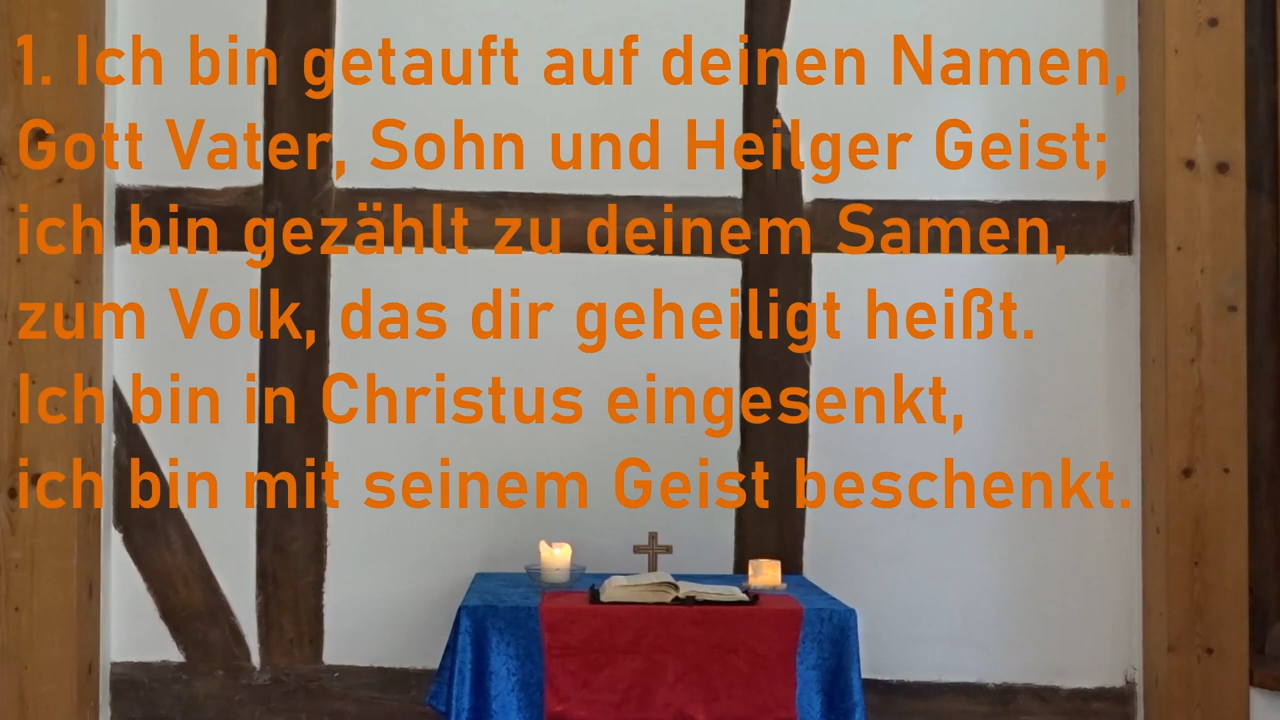 1. Ich bin getauft auf deinen Namen,
Gott Vater, Sohn und Heilger Geist;
ich bin gezählt zu deinem Samen,
zum Volk, das dir geheiligt heißt.
Ich bin in Christus eingesenkt,
ich bin mit seinem Geist beschenkt.